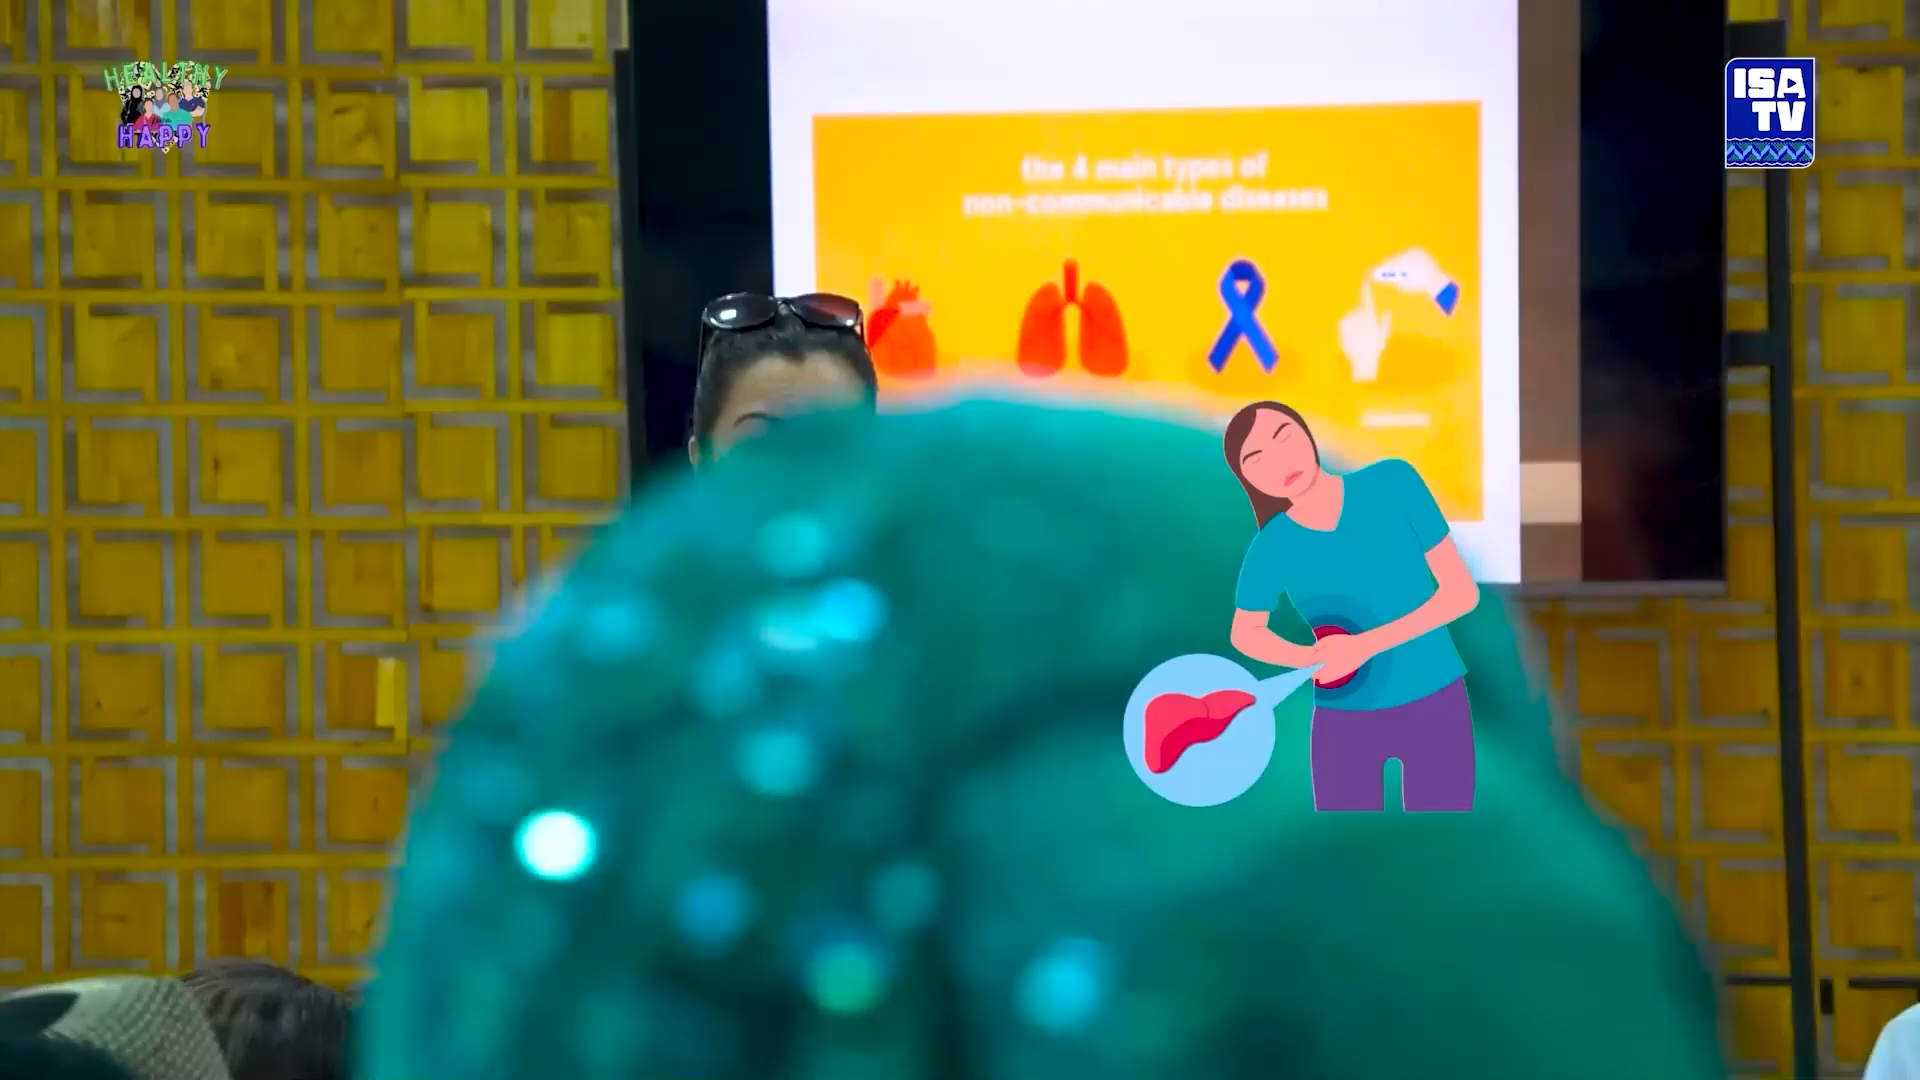 HEALTHY
HAPPY
ISA
TV
the 4 main types of
non-communicable diseases